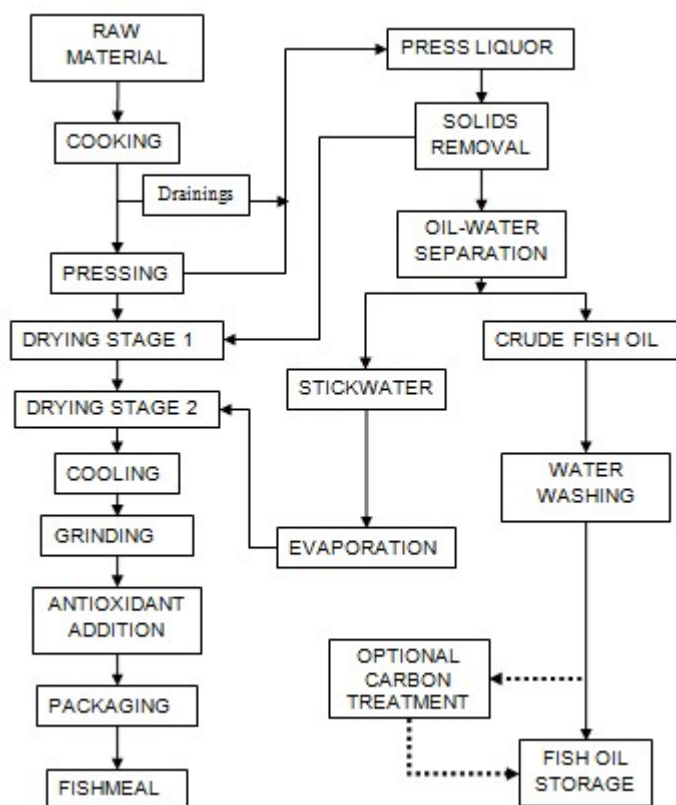 RAW
MATERIAL
COOKING
Drainings
PRESSING
DRYING STAGE 1
DRYING STAGE 2
COOLING
GRINDING
ANTIOXIDANT
ADDITION
PACKAGING
FISHMEAL
PRESS LIQUOR
SOLIDS
REMOVAL
OIL-WATER
SEPARATION
STICKWATER
EVAPORATION
CRUDE FISH OIL
WATER
WASHING
OPTIONAL
CARBON
TREATMENT
FISH OIL
STORAGE